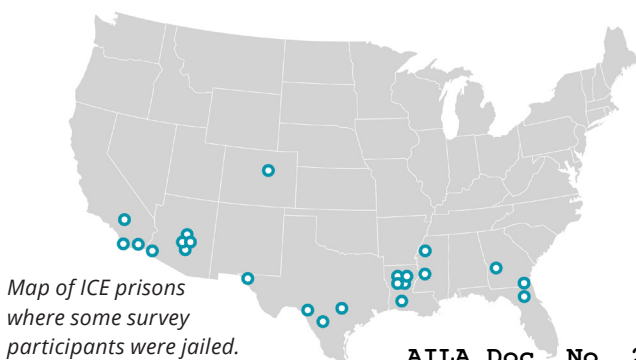 Map of ICE prisons
where some survey
participants were jailed.
AILA Doc. No.